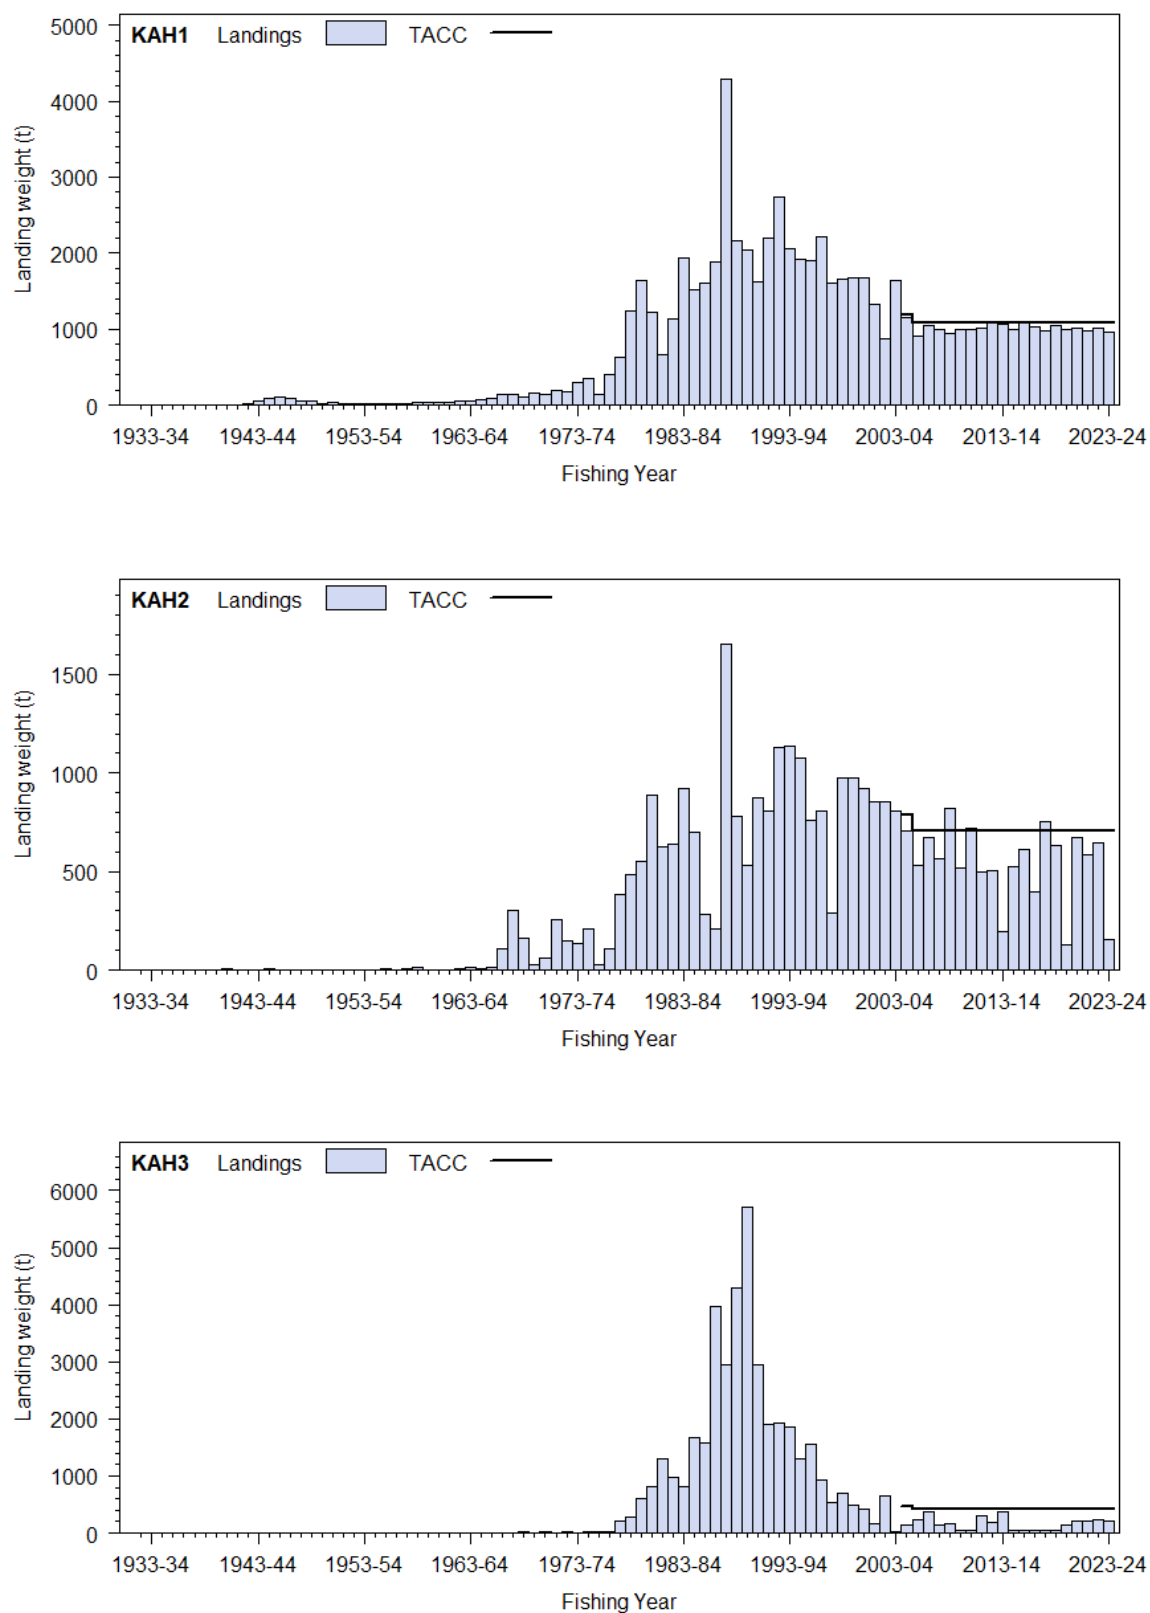 KAH1 Landings TACC
5000
4000
3000
2000
1000
0
Landing weight (t)
1933-34 1943-44 1953-54 1963-64 1973-74 1983-84 1993-94 2003-04 2013-14 2023-24
Fishing Year
KAH2 Landings TACC
1500
1000
500
0
Landing weight (t)
1933-34 1943-44 1953-54 1963-64 1973-74 1983-84 1993-94 2003-04 2013-14 2023-24
Fishing Year
KAH3 Landings TACC
6000
5000
4000
3000
2000
1000
0
Landing weight (t)
1933-34 1943-44 1953-54 1963-64 1973-74 1983-84 1993-94 2003-04 2013-14 2023-24
Fishing Year